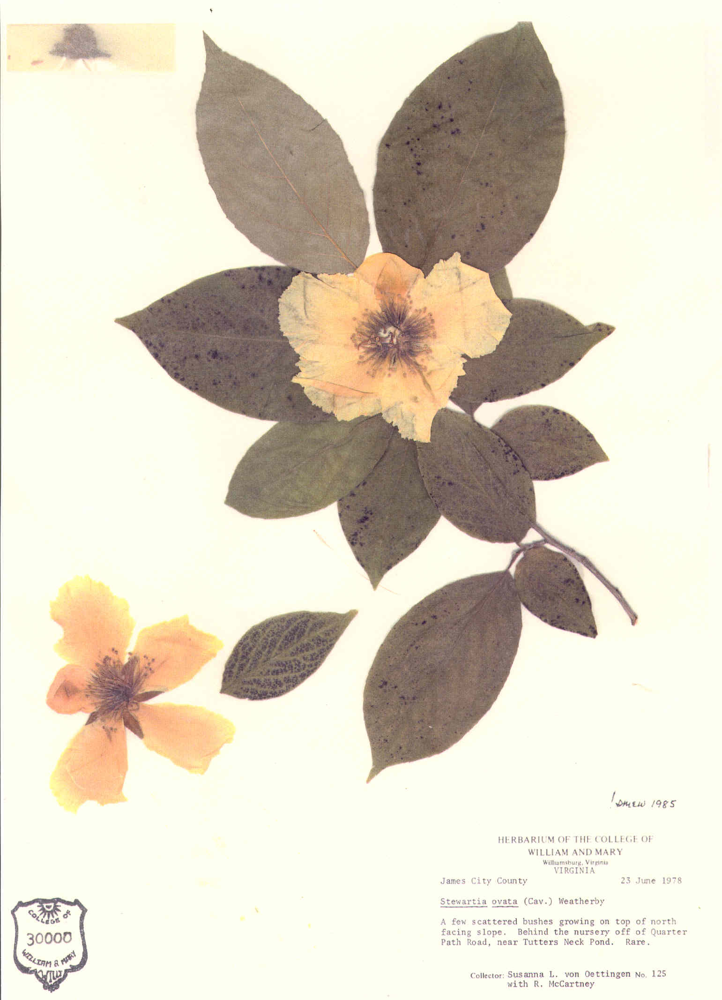 ! DMEW 1985
HERBARIUM OF THE COLLEGE OF
WILLIAM AND MARY
Williamsburg, Virginia
VIRGINIA
James City County 23 June 1978
Stewartia ovata (Cav.) Weatherby
A few scattered bushes growing on top of north
facing slope. Behind the nursery off of Quarter
Path Road, near Tutters Neck Pond. Rare.
Collector: Susanna L. von Oettingen No. 125
with R. McCartney
COLLEGE OF
30000
WILLIAM & MARY